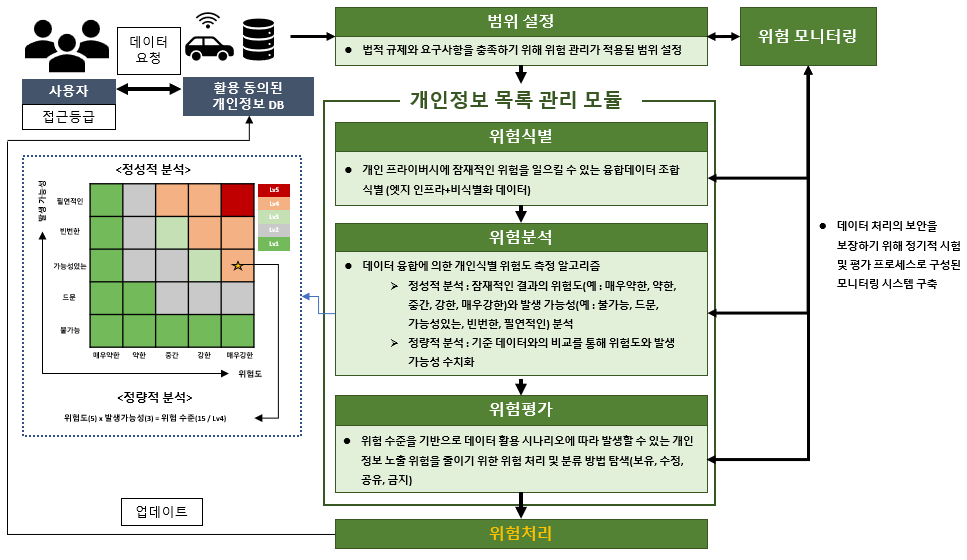 데이터
요청
사용자
접근등급
활용 동의된
개인정보 DB
범위 설정
● 법적 규제와 요구사항을 충족하기 위해 위험 관리가 적용될 범위 설정
위험 모니터링
개인정보 목록 관리 모듈
위험식별
● 개인 프라이버시에 잠재적인 위험을 일으킬 수 있는 융합데이터 조합
식별 (엣지 인프라+비식별화 데이터)
위험분석
● 데이터 융합에 의한 개인식별 위험도 측정 알고리즘
➢ 정성적 분석 : 잠재적인 결과의 위험도(예 : 매우약한, 약한,
중간, 강한, 매우강한)와 발생 가능성(예 : 불가능, 드문,
가능성있는, 빈번한, 필연적인) 분석
➢ 정량적 분석 : 기준 데이터와의 비교를 통해 위험도와 발생
가능성 수치화
위험평가
● 위험 수준을 기반으로 데이터 활용 시나리오에 따라 발생할 수 있는 개인
정보 노출 위험을 줄이기 위한 위험 처리 및 분류 방법 탐색(보유, 수정,
공유, 금지)
위험처리
● 데이터 처리의 보안을
보장하기 위해 정기적 시험
및 평가 프로세스로 구성된
모니터링 시스템 구축
<정성적 분석>
발생 가능성
필연적인
빈번한
가능성있는
드문
불가능
매우약한 약한 중간 강한 매우강한
위험도
Lv5
Lv4
Lv3
Lv2
Lv1
<정량적 분석>
위험도(5) x 발생가능성(3) = 위험 수준(15 / Lv4)
업데이트